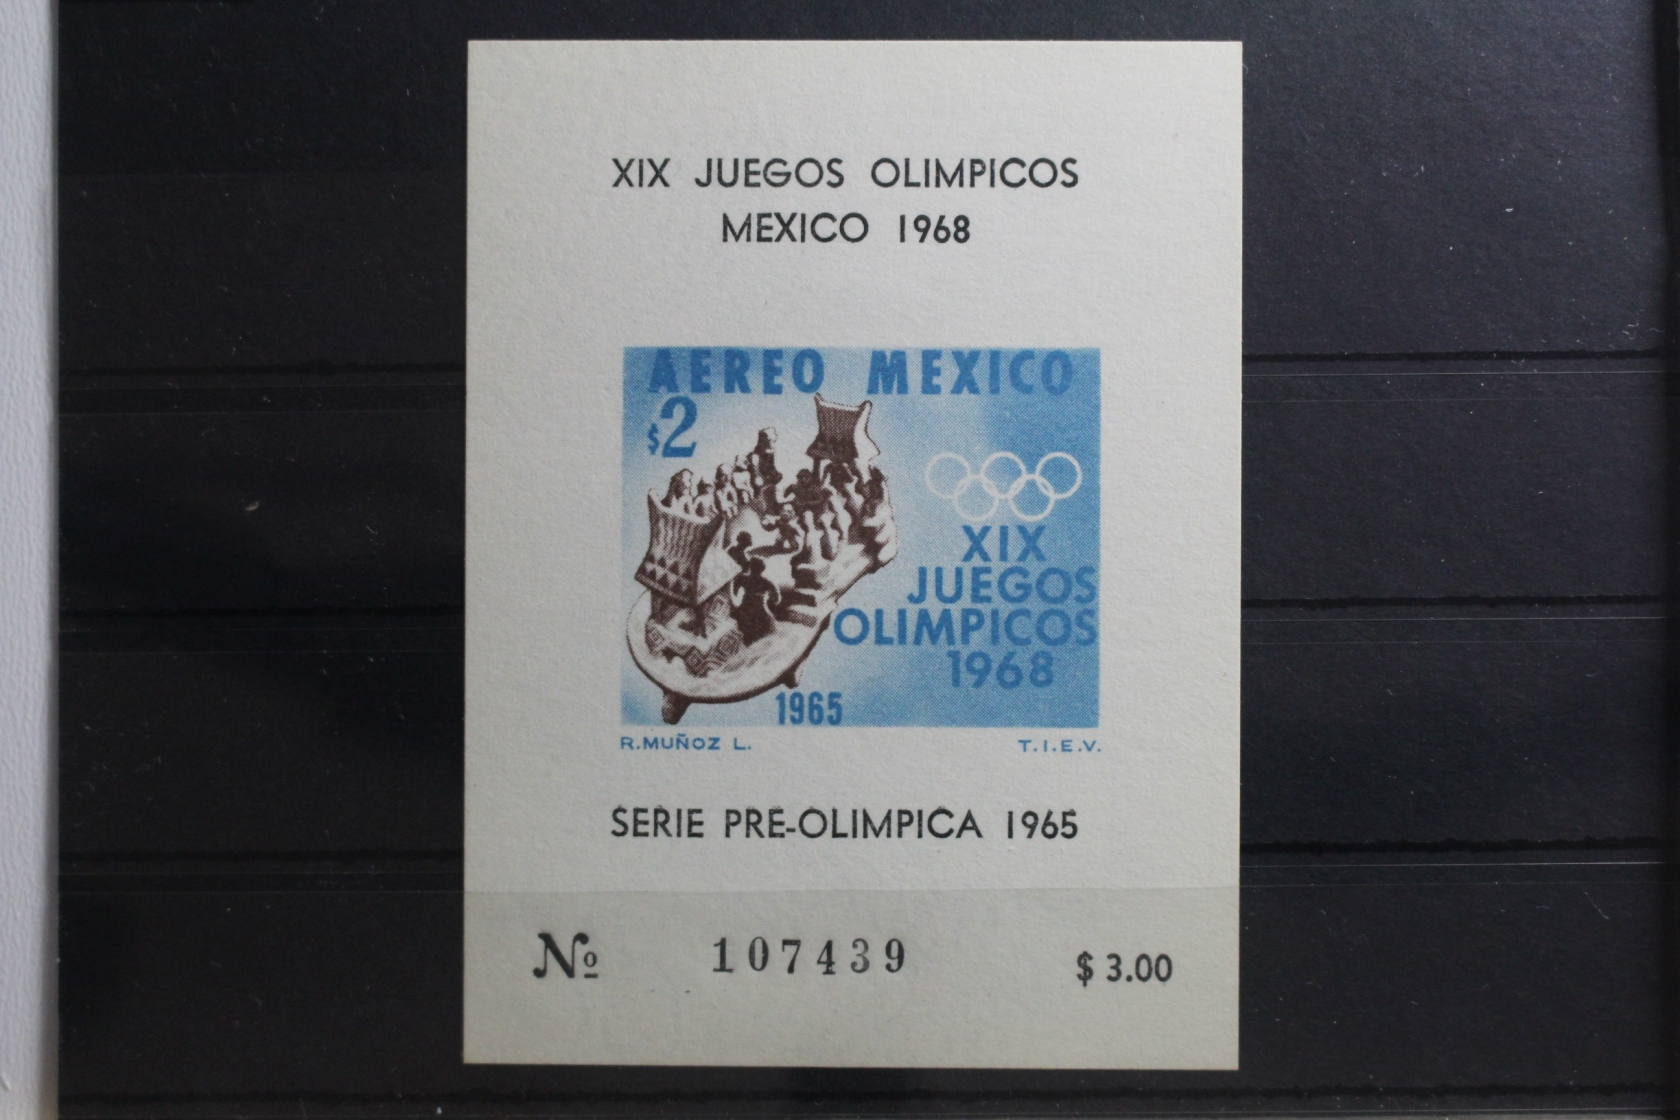 XIX JUEGOS OLIMPICOS
MEXICO 1968
AEREO MEXICO
$2
XIX
JUEGOS
OLIMPICOS
1968
1965
R.MUÑOZ L. T.I.E.V.
SERIE PRE-OLIMPICA 1965
Nº 107439 $ 3.00